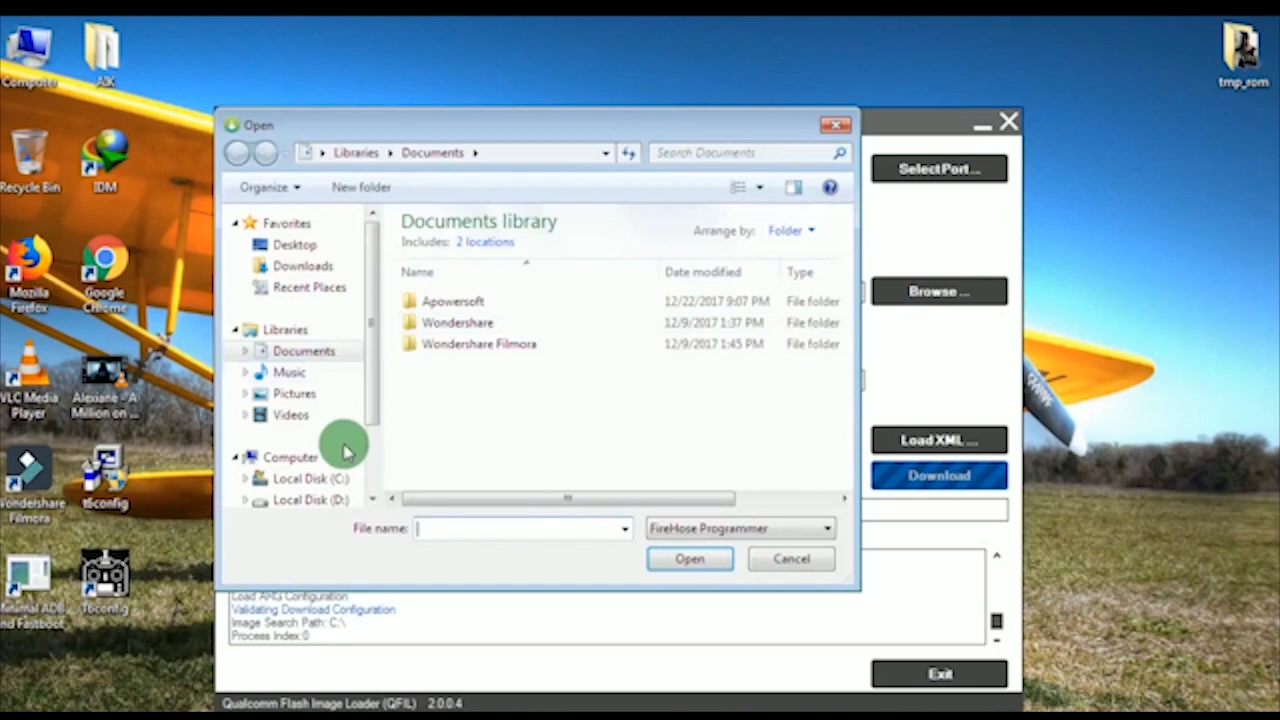 Computer
AIK
tmp_rom
Recycle Bin
IDM
Mozilla
Firefox
Google
Chrome
VLC Media
Player
Alexiane - A
Million on ...
Wondershare
Filmora
t6config
Minimal ADB
and Fastboot
T6config
Open
Libraries
Documents
Search Documents
Organize
New folder
Favorites
Desktop
Downloads
Recent Places
Libraries
Documents
Music
Pictures
Videos
Computer
Local Disk (C:)
Local Disk (D:)
Documents library
Includes: 2 locations
Arrange by: Folder
Name Date modified Type
Apowersoft 12/22/2017 9:07 PM File folder
Wondershare 12/9/2017 1:37 PM File folder
Wondershare Filmora 12/9/2017 1:45 PM File folder
File name:
FireHose Programmer
Open
Cancel
Select Port ...
Browse ...
Load XML ...
Download
Load ARG Configuration
Validating Download Configuration
Image Search Path: C:\
Process Index:0
Exit
Qualcomm Flash Image Loader (QFIL) 2.0.0.4